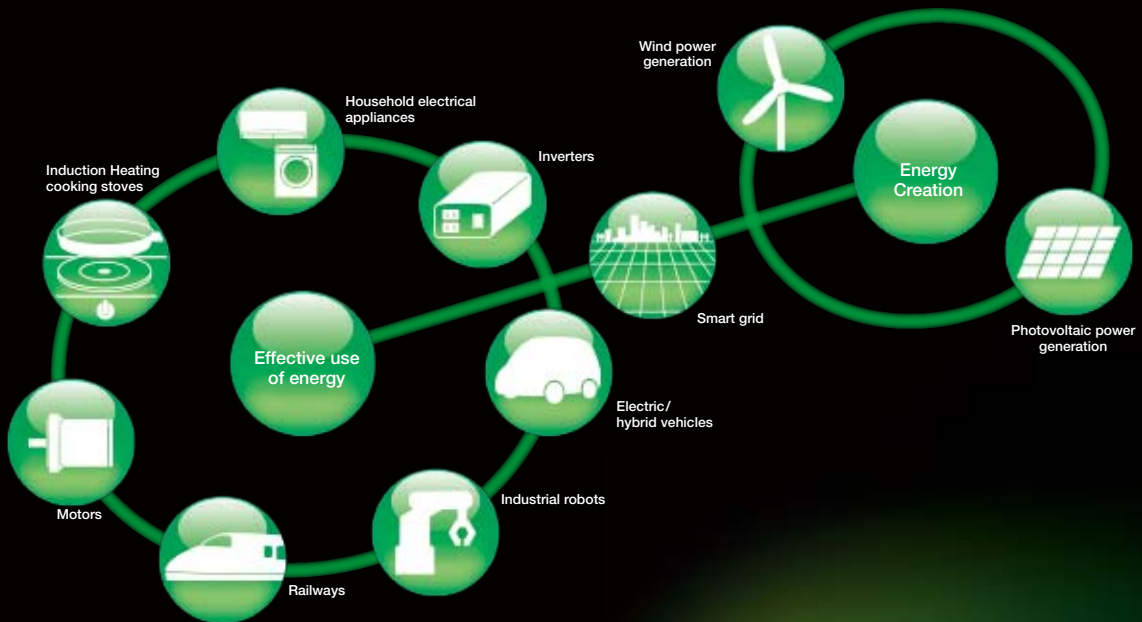 Wind power
generation
Household electrical
appliances
Energy
Creation
Inverters
Induction Heating
cooking stoves
Smart grid
Photovoltaic power
generation
Effective use
of energy
Electric/
hybrid vehicles
Industrial robots
Motors
Railways